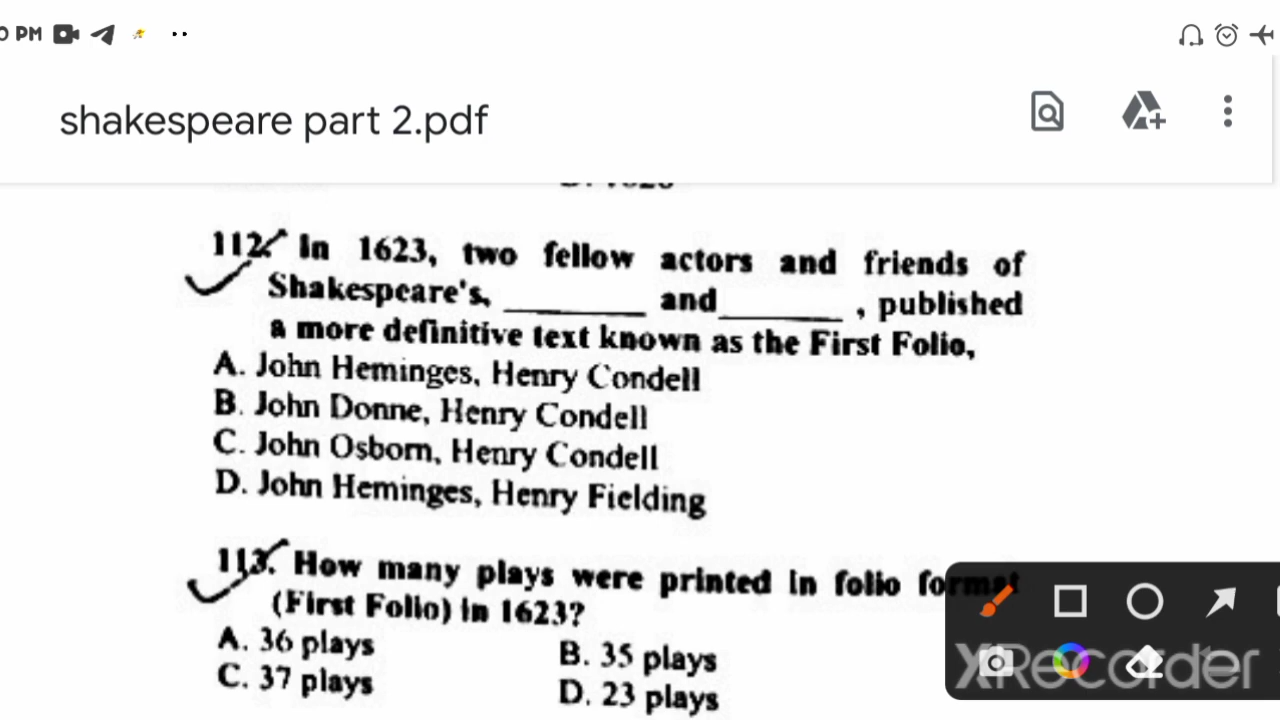 PM
shakespeare part 2.pdf
112. In 1623, two fellow actors and friends of
Shakespeare's, ________ and _______ , published
a more definitive text known as the First Folio,
A. John Heminges, Henry Condell
B. John Donne, Henry Condell
C. John Osborn, Henry Condell
D. John Heminges, Henry Fielding
113. How many plays were printed in folio format
(First Folio) in 1623?
A. 36 plays B. 35 plays
C. 37 plays D. 23 plays
XRecorder